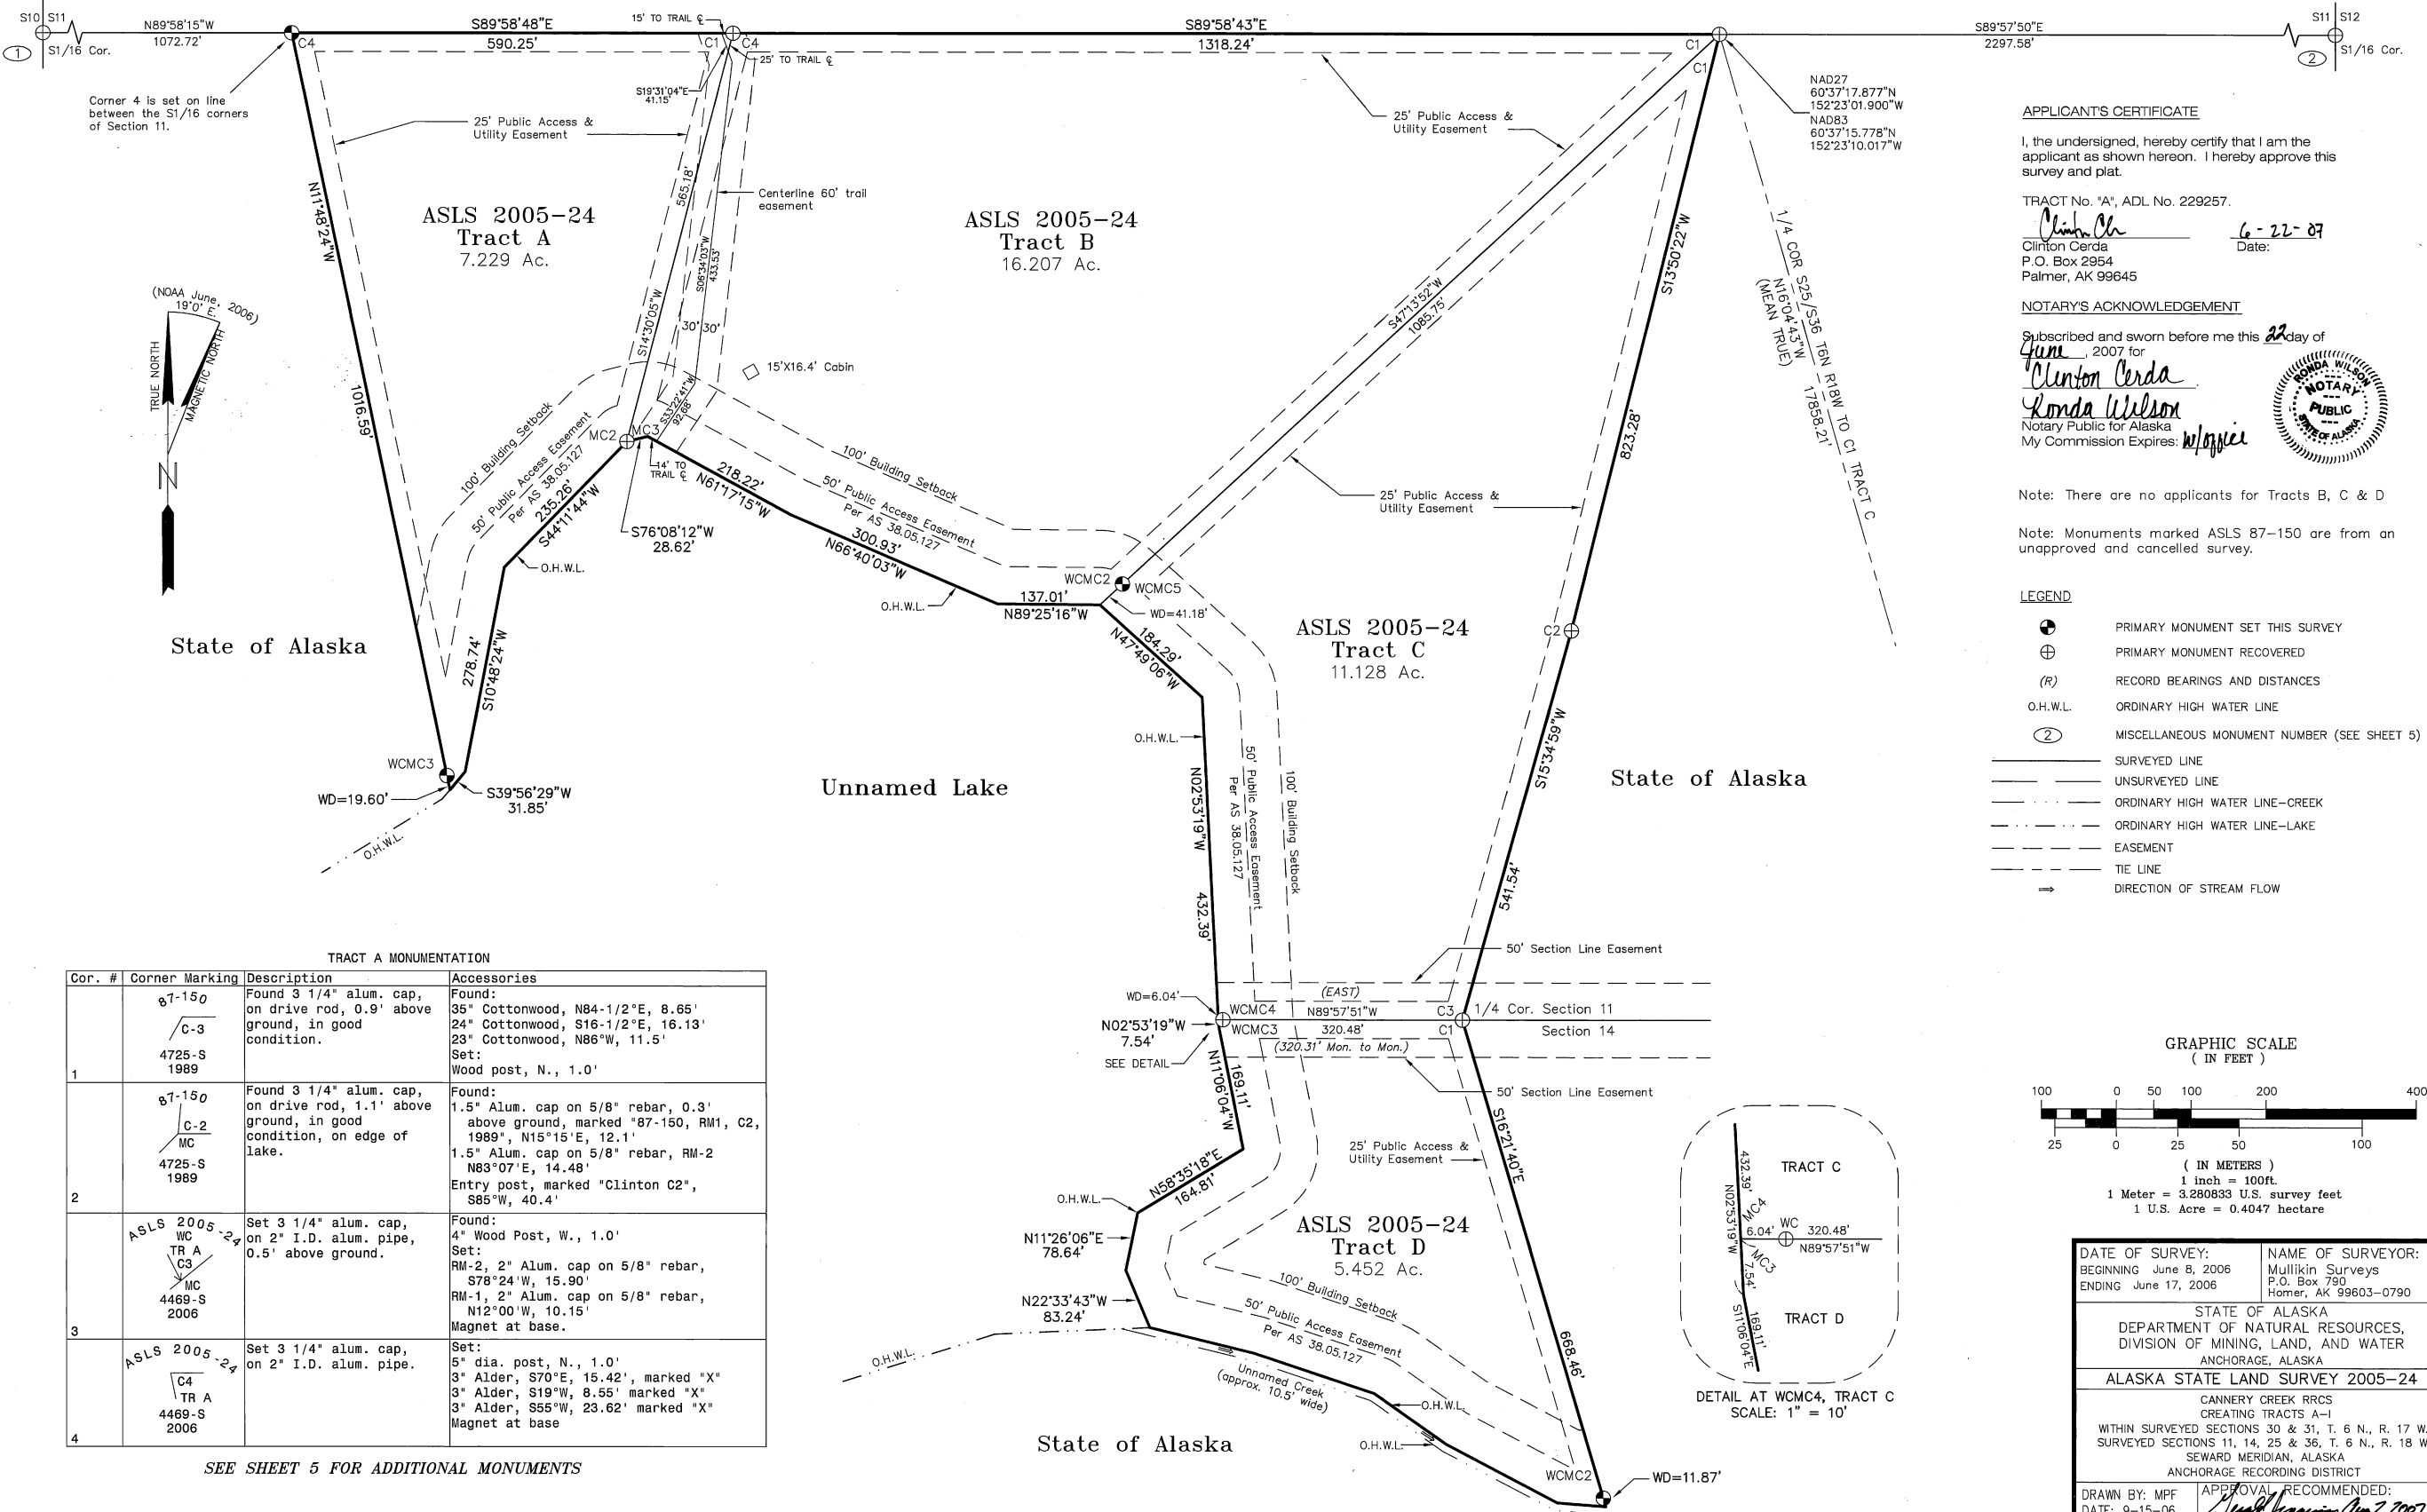 S10 S11
1
S1/16 Cor.
N89°58'15"W
1072.72'
C4
S89°58'48"E
590.25'
15' TO TRAIL ℄
C1
C4
25' TO TRAIL ℄
S89°58'43"E
1318.24'
C1
C1
S89°57'50"E
2297.58'
S11 S12
2
S1/16 Cor.
Corner 4 is set on line
between the S1/16 corners
of Section 11.
S19°31'04"E
41.15'
25' Public Access &
Utility Easement
25' Public Access &
Utility Easement
NAD27
60°37'17.877"N
152°23'01.900"W
NAD83
60°37'15.778"N
152°23'10.017"W
N11°48'24"W
1016.59'
ASLS 2005-24
Tract A
7.229 Ac.
565.18'
S14°30'05"W
S06°34'03"W
433.53'
30' 30'
Centerline 60' trail
easement
ASLS 2005-24
Tract B
16.207 Ac.
15'X16.4' Cabin
S47°13'52"W
1085.75'
S13°50'22"W
823.28'
1/4 COR S25/S36 T6N R18W TO C1 TRACT C
N16°04'43"W 17858.21'
(MEAN TRUE)
(NOAA June, 2006)
19°0' E.
TRUE NORTH
MAGNETIC NORTH
N
100' Building Setback
50' Public Access Easement
Per AS 38.05.127
235.26'
S44°11'44"W
MC2
MC3
S33°22'41"W
92.68'
14' TO
TRAIL ℄
S76°08'12"W
28.62'
218.22'
N61°17'15"W
100' Building Setback
50' Public Access Easement
Per AS 38.05.127
300.93'
N66°40'03"W
O.H.W.L.
O.H.W.L.
137.01'
N89°25'16"W
WCMC2
WCMC5
WD=41.18'
25' Public Access &
Utility Easement
184.29'
N47°49'06"W
State of Alaska
278.74'
S10°48'24"W
WCMC3
WD=19.60'
S39°56'29"W
31.85'
O.H.W.L.
Unnamed Lake
O.H.W.L.
N02°53'19"W
432.39'
50' Public Access Easement
Per AS 38.05.127
100' Building Setback
ASLS 2005-24
Tract C
11.128 Ac.
C2
S15°34'59"W
541.54'
State of Alaska
50' Section Line Easement
WD=6.04'
WCMC4
(EAST)
N89°57'51"W
C3
1/4 Cor. Section 11
N02°53'19"W
7.54'
SEE DETAIL
WCMC3
320.48'
C1
Section 14
(320.31' Mon. to Mon.)
50' Section Line Easement
169.11'
N11°06'04"W
25' Public Access &
Utility Easement
S16°21'40"E
668.46'
N58°35'18"E
164.81'
O.H.W.L.
N11°26'06"E
78.64'
N22°33'43"W
83.24'
ASLS 2005-24
Tract D
5.452 Ac.
100' Building Setback
50' Public Access Easement
Per AS 38.05.127
O.H.W.L.
Unnamed Creek
(approx. 10.5' wide)
O.H.W.L.
O.H.W.L.
State of Alaska
WCMC2
WD=11.87'
432.39'
N02°53'19"W
TRACT C
MC4
6.04'
WC
320.48'
N89°57'51"W
MC3
7.54'
S11°06'04"E
169.11'
TRACT D
DETAIL AT WCMC4, TRACT C
SCALE: 1" = 10'
TRACT A MONUMENTATION
Cor. # Corner Marking Description Accessories
1
87-150
C-3
4725-S
1989
Found 3 1/4" alum. cap,
on drive rod, 0.9' above
ground, in good
condition.
Found:
35" Cottonwood, N84-1/2°E, 8.65'
24" Cottonwood, S16-1/2°E, 16.13'
23" Cottonwood, N86°W, 11.5'
Set:
Wood post, N., 1.0'
2
87-150
C-2
MC
4725-S
1989
Found 3 1/4" alum. cap,
on drive rod, 1.1' above
ground, in good
condition, on edge of
lake.
Found:
1.5" Alum. cap on 5/8" rebar, 0.3'
above ground, marked "87-150, RM1, C2,
1989", N15°15'E, 12.1'
1.5" Alum. cap on 5/8" rebar, RM-2
N83°07'E, 14.48'
Entry post, marked "Clinton C2",
S85°W, 40.4'
3
ASLS 2005-24
WC
TR A
C3
MC
4469-S
2006
Set 3 1/4" alum. cap,
on 2" I.D. alum. pipe,
0.5' above ground.
Found:
4" Wood Post, W., 1.0'
Set:
RM-2, 2" Alum. cap on 5/8" rebar,
S78°24'W, 15.90'
RM-1, 2" Alum. cap on 5/8" rebar,
N12°00'W, 10.15'
Magnet at base.
4
ASLS 2005-24
C4
TR A
4469-S
2006
Set 3 1/4" alum. cap,
on 2" I.D. alum. pipe.
Set:
5" dia. post, N., 1.0'
3" Alder, S70°E, 15.42', marked "X"
3" Alder, S19°W, 8.55' marked "X"
3" Alder, S55°W, 23.62' marked "X"
Magnet at base
SEE SHEET 5 FOR ADDITIONAL MONUMENTS
APPLICANT'S CERTIFICATE
I, the undersigned, hereby certify that I am the
applicant as shown hereon. I hereby approve this
survey and plat.
TRACT No. "A", ADL No. 229257.
6-22-07
Clinton Cerda Date:
P.O. Box 2954
Palmer, AK 99645
NOTARY'S ACKNOWLEDGEMENT
Subscribed and sworn before me this 22 day of
June, 2007 for
Clinton Cerda
Ronda Wilson
Notary Public for Alaska
My Commission Expires: w/office
RONDA WILSON
NOTARY
PUBLIC
STATE OF ALASKA
Note: There are no applicants for Tracts B, C & D
Note: Monuments marked ASLS 87-150 are from an
unapproved and cancelled survey.
LEGEND
PRIMARY MONUMENT SET THIS SURVEY
PRIMARY MONUMENT RECOVERED
(R) RECORD BEARINGS AND DISTANCES
O.H.W.L. ORDINARY HIGH WATER LINE
2 MISCELLANEOUS MONUMENT NUMBER (SEE SHEET 5)
SURVEYED LINE
UNSURVEYED LINE
ORDINARY HIGH WATER LINE-CREEK
ORDINARY HIGH WATER LINE-LAKE
EASEMENT
TIE LINE
DIRECTION OF STREAM FLOW
GRAPHIC SCALE
( IN FEET )
100 0 50 100 200 400
25 0 25 50 100
( IN METERS )
1 inch = 100ft.
1 Meter = 3.280833 U.S. survey feet
1 U.S. Acre = 0.4047 hectare
DATE OF SURVEY:
BEGINNING June 8, 2006
ENDING June 17, 2006
NAME OF SURVEYOR:
Mullikin Surveys
P.O. Box 790
Homer, AK 99603-0790
STATE OF ALASKA
DEPARTMENT OF NATURAL RESOURCES,
DIVISION OF MINING, LAND, AND WATER
ANCHORAGE, ALASKA
ALASKA STATE LAND SURVEY 2005-24
CANNERY CREEK RRCS
CREATING TRACTS A-I
WITHIN SURVEYED SECTIONS 30 & 31, T. 6 N., R. 17 W.
SURVEYED SECTIONS 11, 14, 25 & 36, T. 6 N., R. 18 W
SEWARD MERIDIAN, ALASKA
ANCHORAGE RECORDING DISTRICT
DRAWN BY: MPF
DATE: 9-15-06
APPROVAL RECOMMENDED: